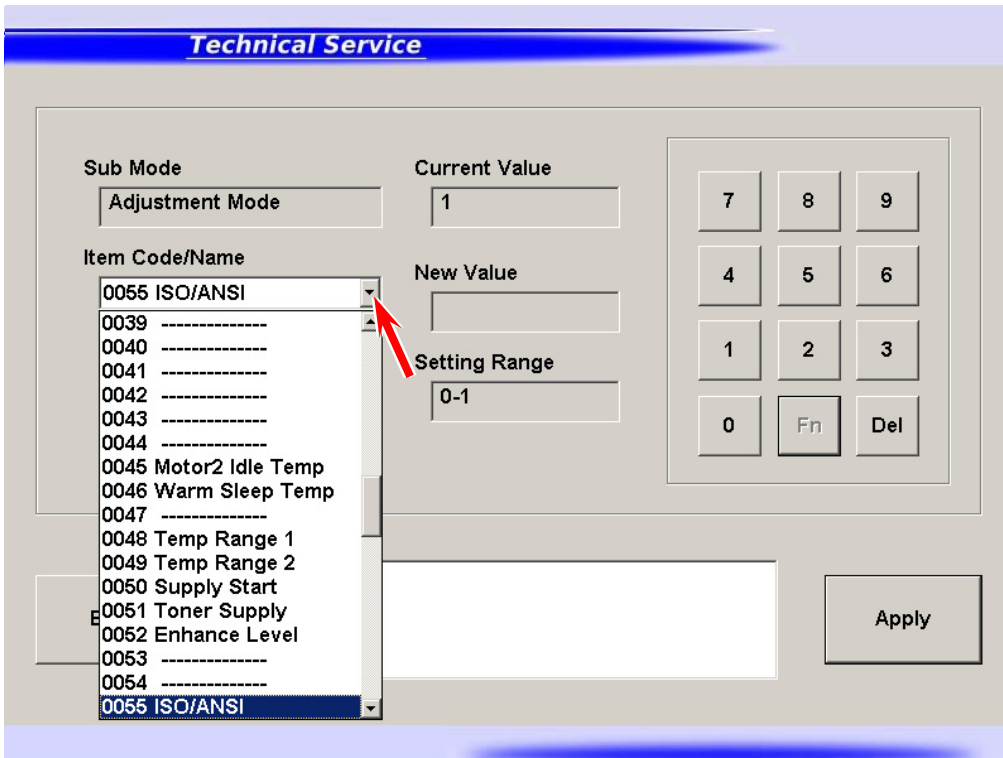 Technical Service
Sub Mode
Adjustment Mode
Item Code/Name
0055 ISO/ANSI
0039 --------------
0040 --------------
0041 --------------
0042 --------------
0043 --------------
0044 --------------
0045 Motor2 Idle Temp
0046 Warm Sleep Temp
0047 --------------
0048 Temp Range 1
0049 Temp Range 2
0050 Supply Start
0051 Toner Supply
0052 Enhance Level
0053 --------------
0054 --------------
0055 ISO/ANSI
Current Value
1
New Value
Setting Range
0-1
7 8 9
4 5 6
1 2 3
0 Fn Del
Apply